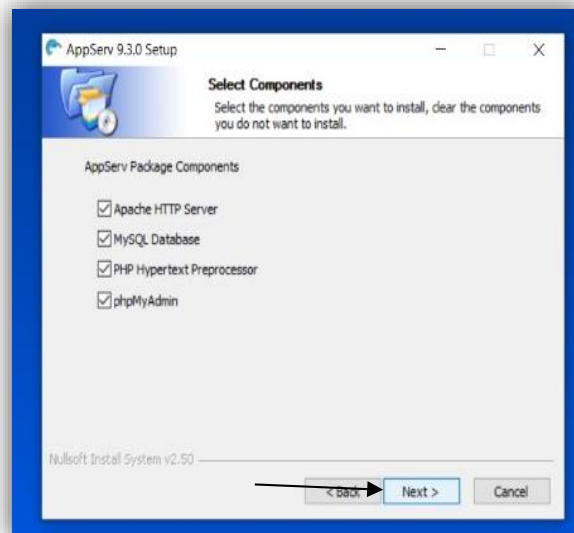 AppServ 9.3.0 Setup
Select Components
Select the components you want to install, clear the components
you do not want to install.
AppServ Package Components
Apache HTTP Server
MySQL Database
PHP Hypertext Preprocessor
phpMyAdmin
Nullsoft Install System v2.50
< Back Next > Cancel